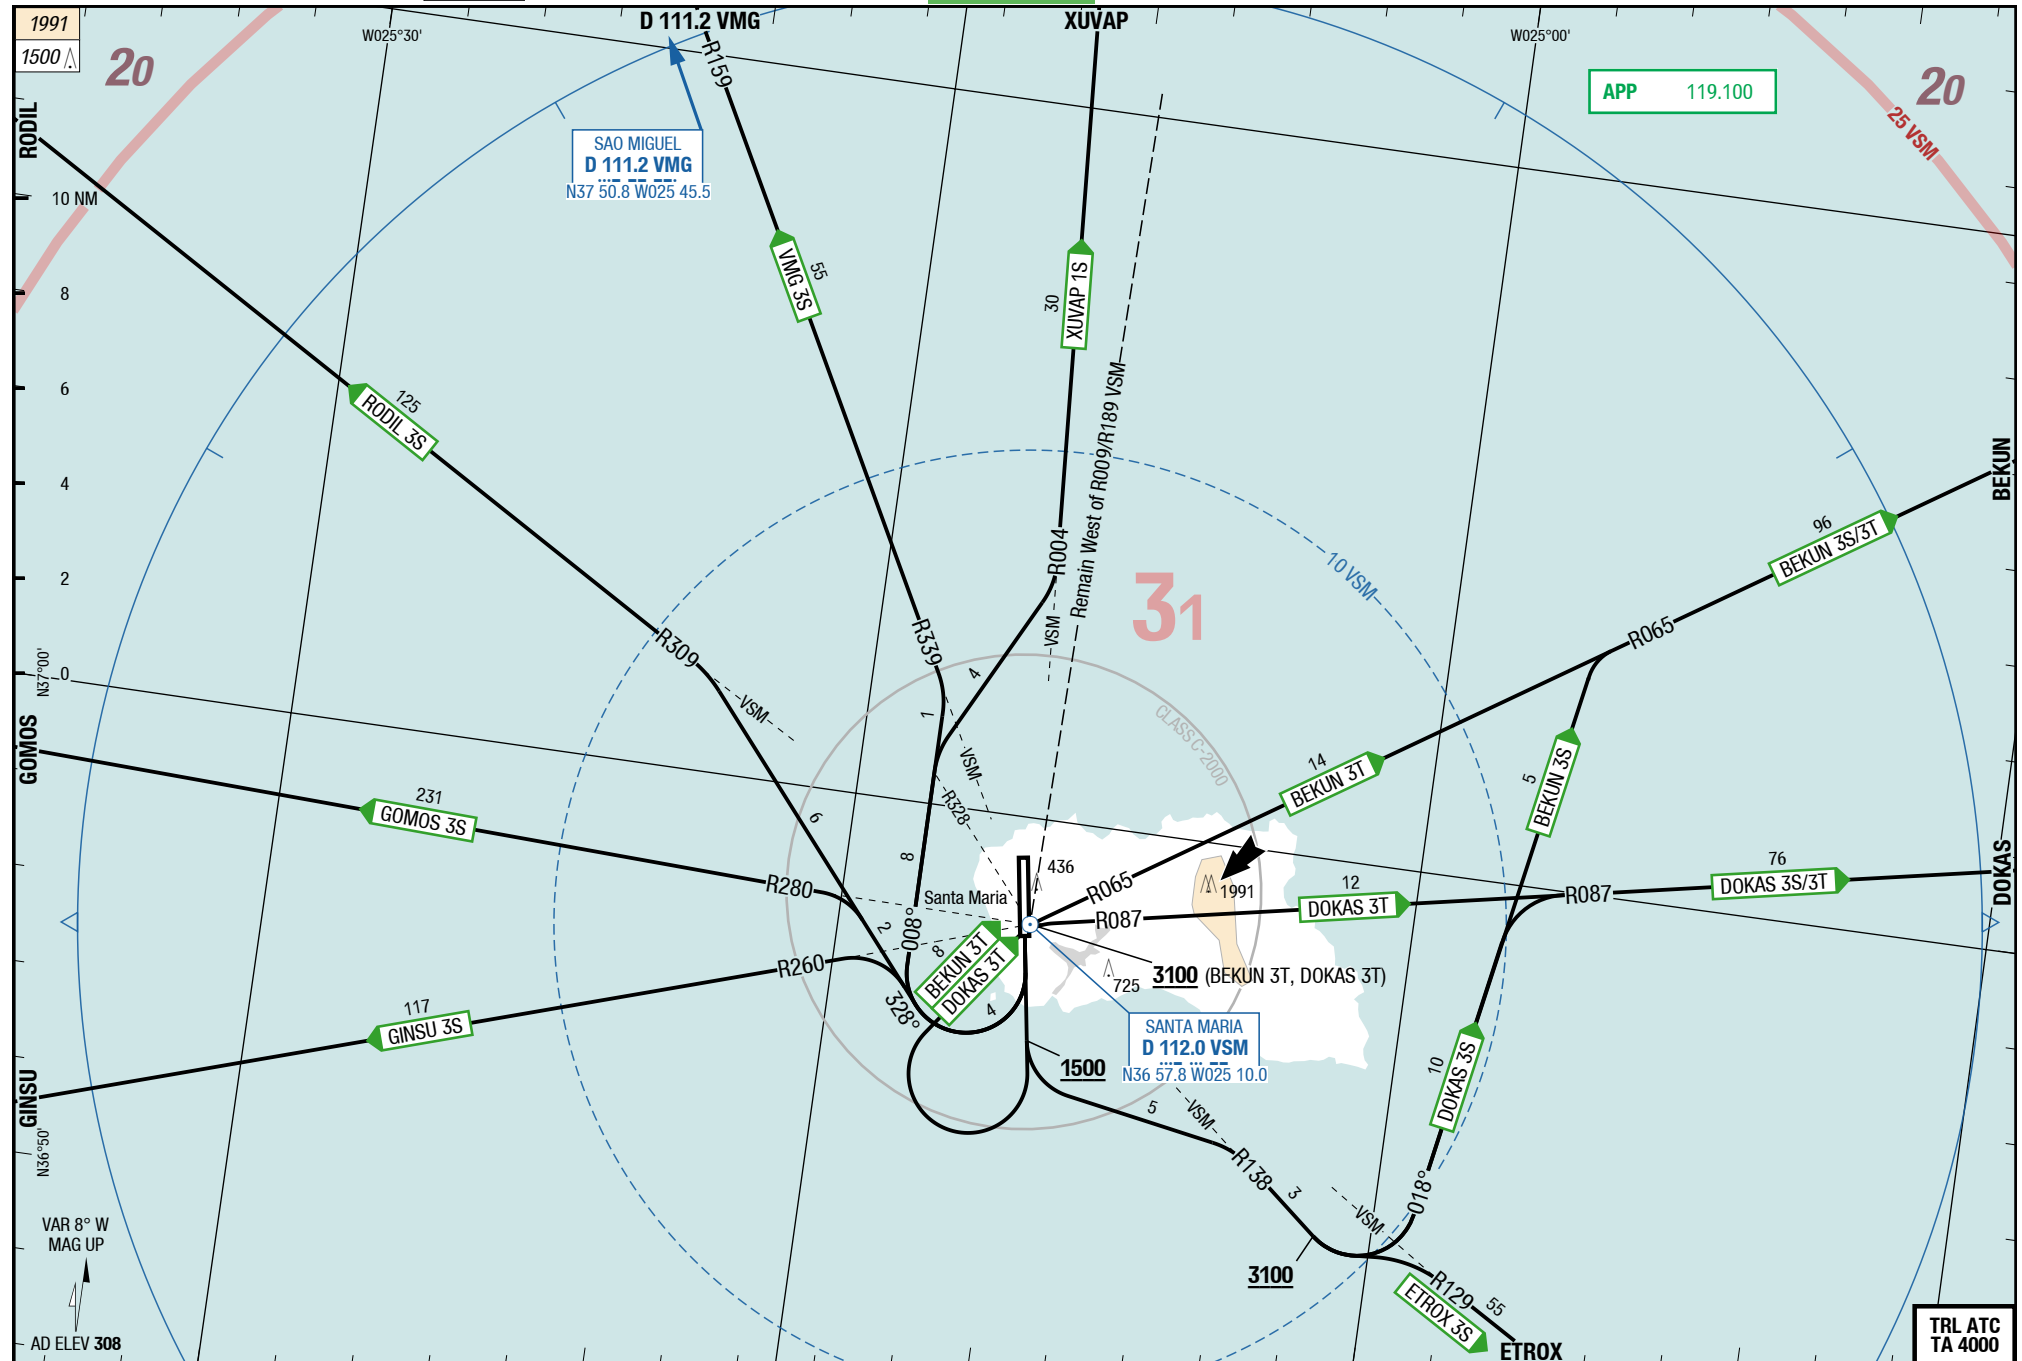 1991
1500
20
W025°30'
D 111.2 VMG
XUVAP
W025°00'
APP 119.100
20
25 VSM
RODIL
R159
SAO MIGUEL
D 111.2 VMG
N37 50.8 W025 45.5
10 NM
8
6
4
2
0
N37°00'
VMG 3S
55
30
XUVAP 1S
Remain West of R009/R189 VSM
125
RODIL 3S
R004
31
10 VSM
BEKUN
96
BEKUN 3S/3T
R065
R309
VSM
R339
4
1
VSM
VSM
CLASS C-2000
R328
GOMOS
231
GOMOS 3S
6
8
14
BEKUN 3T
5
BEKUN 3S
R280
Santa Maria
436
1991
R065
R087
12
DOKAS 3T
R087
76
DOKAS 3S/3T
DOKAS
2
008°
R260
8
BEKUN 3T
DOKAS 3T
4
328°
725
3100 (BEKUN 3T, DOKAS 3T)
SANTA MARIA
D 112.0 VSM
N36 57.8 W025 10.0
117
GINSU 3S
GINSU
1500
5
VSM
10
DOKAS 3S
N36°50'
R138
3
018°
VSM
3100
R129
55
ETROX 3S
ETROX
VAR 8° W
MAG UP
AD ELEV 308
TRL ATC
TA 4000